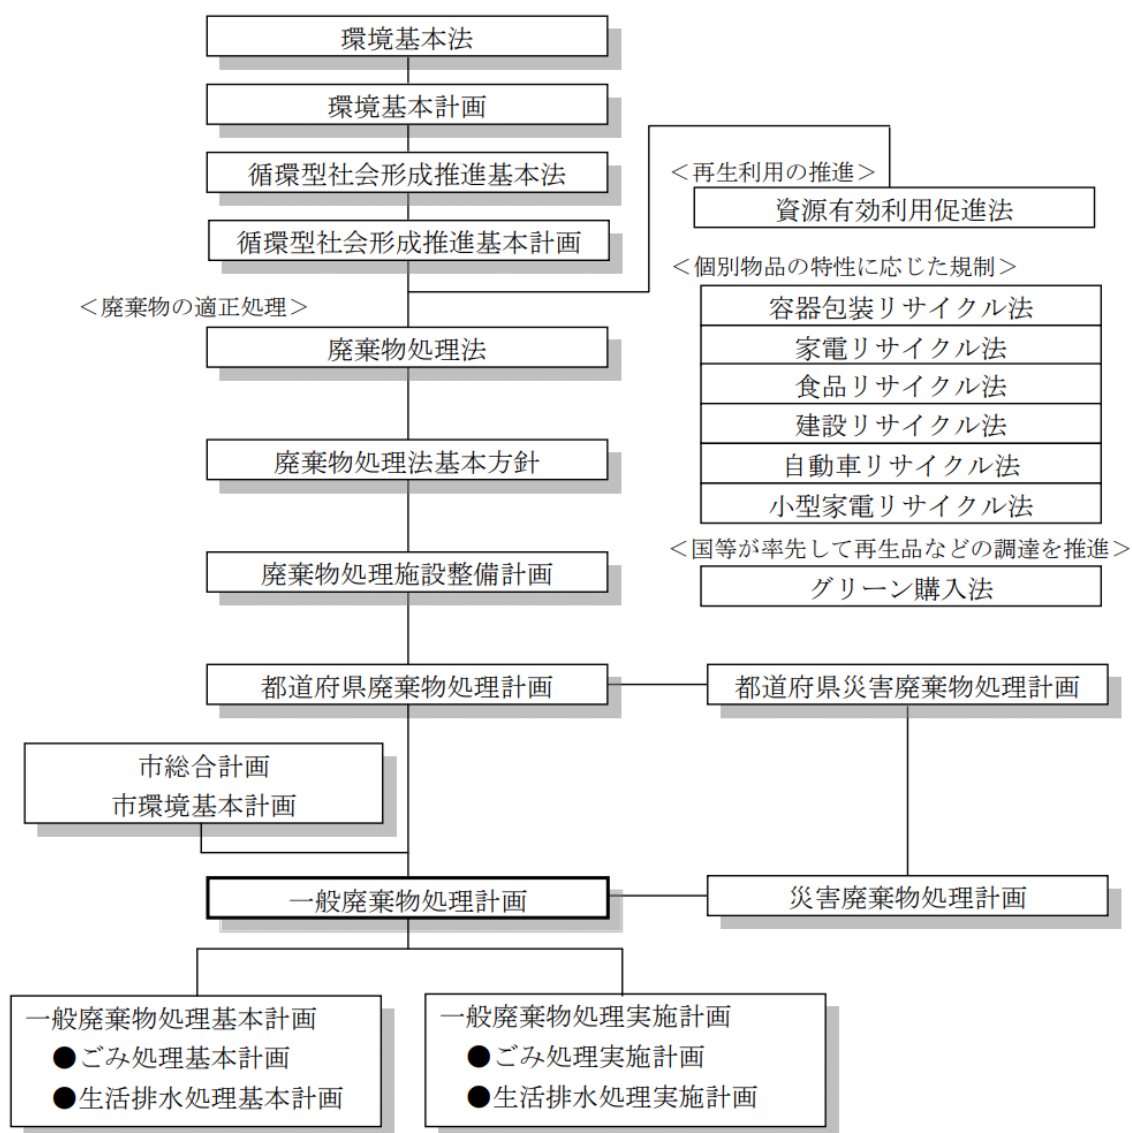 環境基本法
環境基本計画
循環型社会形成推進基本法
循環型社会形成推進基本計画
＜再生利用の推進＞
資源有効利用促進法
＜個別物品の特性に応じた規制＞
容器包装リサイクル法
家電リサイクル法
食品リサイクル法
建設リサイクル法
自動車リサイクル法
小型家電リサイクル法
＜国等が率先して再生品などの調達を推進＞
グリーン購入法
＜廃棄物の適正処理＞
廃棄物処理法
廃棄物処理法基本方針
廃棄物処理施設整備計画
都道府県廃棄物処理計画
都道府県災害廃棄物処理計画
市総合計画
市環境基本計画
一般廃棄物処理計画
災害廃棄物処理計画
一般廃棄物処理基本計画
●ごみ処理基本計画
●生活排水処理基本計画
一般廃棄物処理実施計画
●ごみ処理実施計画
●生活排水処理実施計画